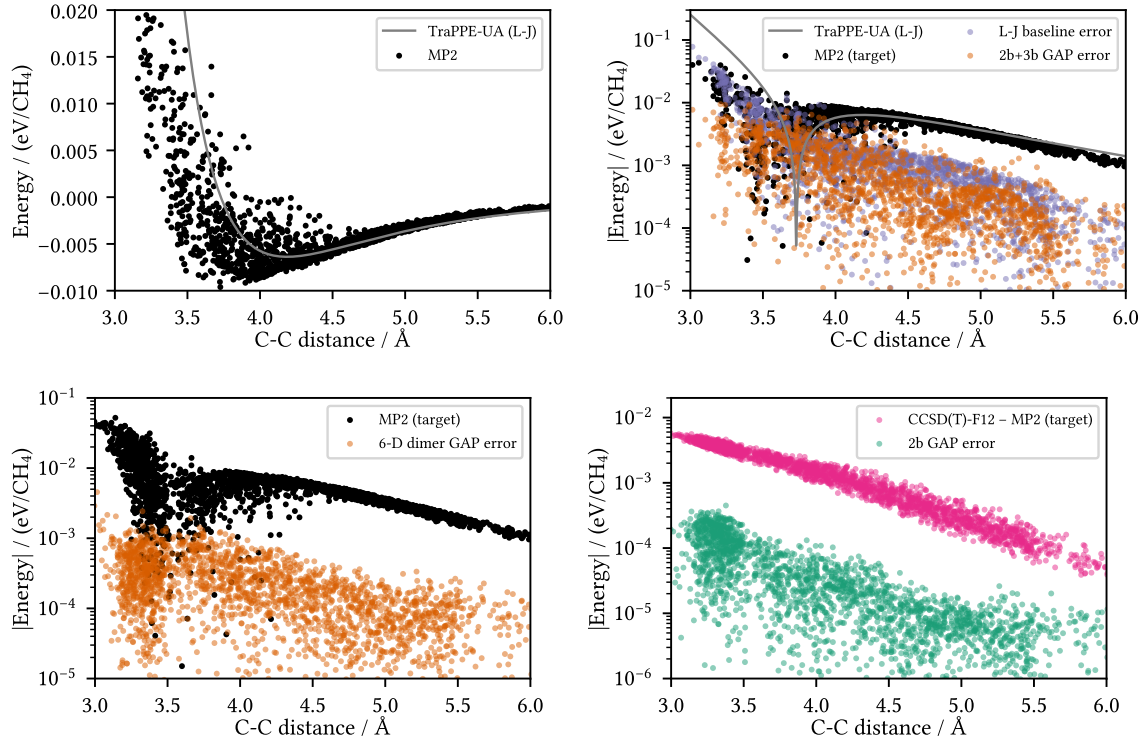 0.020
0.015
0.010
0.005
0.000
−0.005
−0.010
Energy / (eV/CH₄)
TraPPE-UA (L-J)
MP2
3.0 3.5 4.0 4.5 5.0 5.5 6.0
C-C distance / Å
10⁻¹
10⁻²
10⁻³
10⁻⁴
10⁻⁵
|Energy| / (eV/CH₄)
TraPPE-UA (L-J) L-J baseline error
MP2 (target) 2b+3b GAP error
3.0 3.5 4.0 4.5 5.0 5.5 6.0
C-C distance / Å
10⁻¹
10⁻²
10⁻³
10⁻⁴
10⁻⁵
|Energy| / (eV/CH₄)
MP2 (target)
6-D dimer GAP error
3.0 3.5 4.0 4.5 5.0 5.5 6.0
C-C distance / Å
10⁻²
10⁻³
10⁻⁴
10⁻⁵
10⁻⁶
|Energy| / (eV/CH₄)
CCSD(T)-F12 − MP2 (target)
2b GAP error
3.0 3.5 4.0 4.5 5.0 5.5 6.0
C-C distance / Å